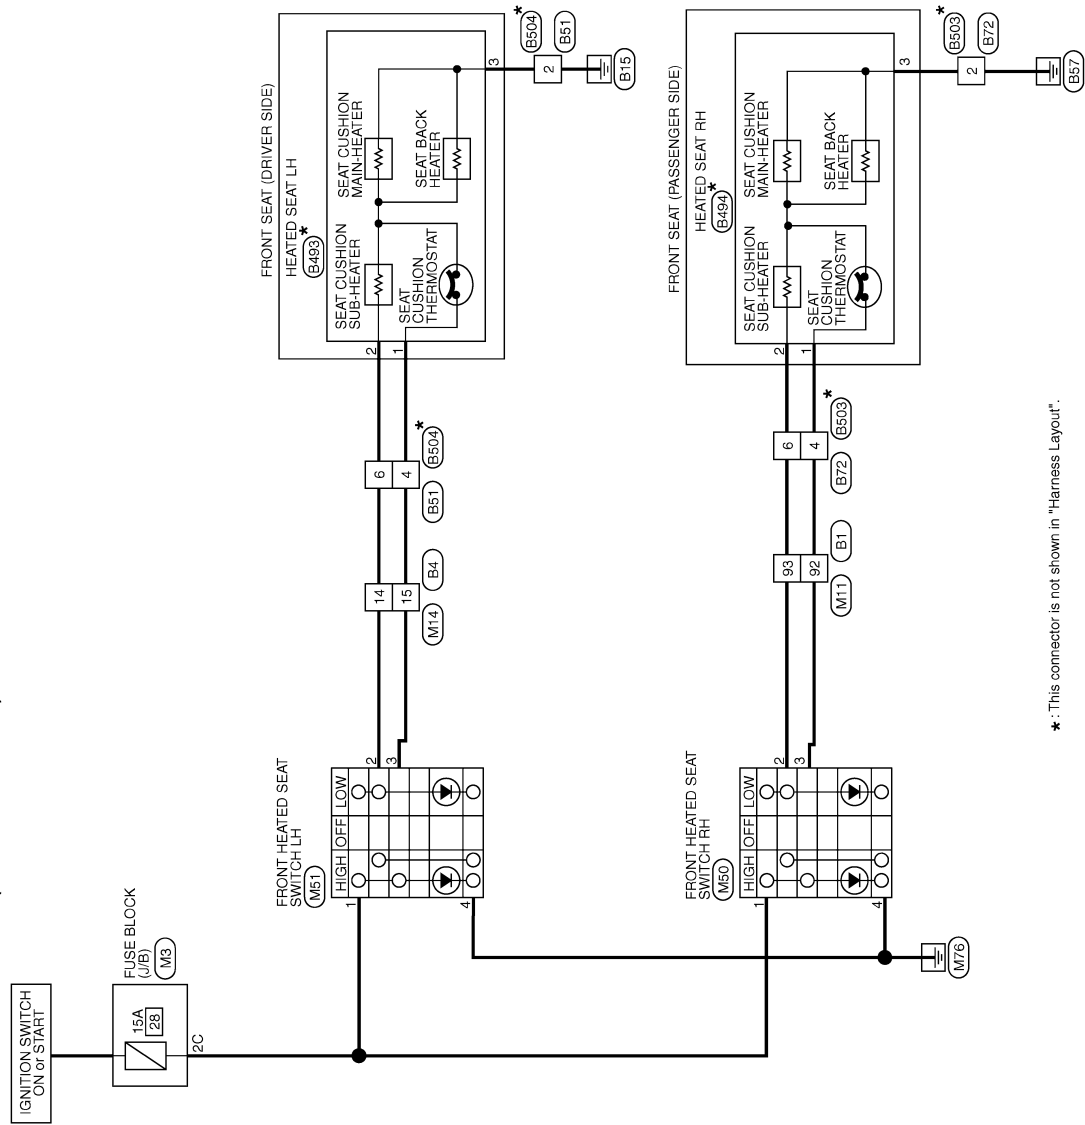 IGNITION SWITCH
ON or START
FUSE BLOCK
(J/B)
M3
15A
28
2C
FRONT HEATED SEAT
SWITCH LH
M51
HIGH
OFF
LOW
1
4
2
3
M14
B4
14
15
B51
B504
*
6
4
FRONT SEAT (DRIVER SIDE)
HEATED SEAT LH
B493
*
2
1
SEAT CUSHION
SUB-HEATER
SEAT
CUSHION
THERMOSTAT
SEAT CUSHION
MAIN-HEATER
SEAT BACK
HEATER
3
B504
*
B51
2
B15
FRONT HEATED SEAT
SWITCH RH
M50
HIGH
OFF
LOW
1
4
2
3
M76
M11
B1
93
92
B72
B503
*
6
4
FRONT SEAT (PASSENGER SIDE)
HEATED SEAT RH
B494
*
2
1
SEAT CUSHION
SUB-HEATER
SEAT
CUSHION
THERMOSTAT
SEAT CUSHION
MAIN-HEATER
SEAT BACK
HEATER
3
B503
*
B72
2
B57
* : This connector is not shown in "Harness Layout".